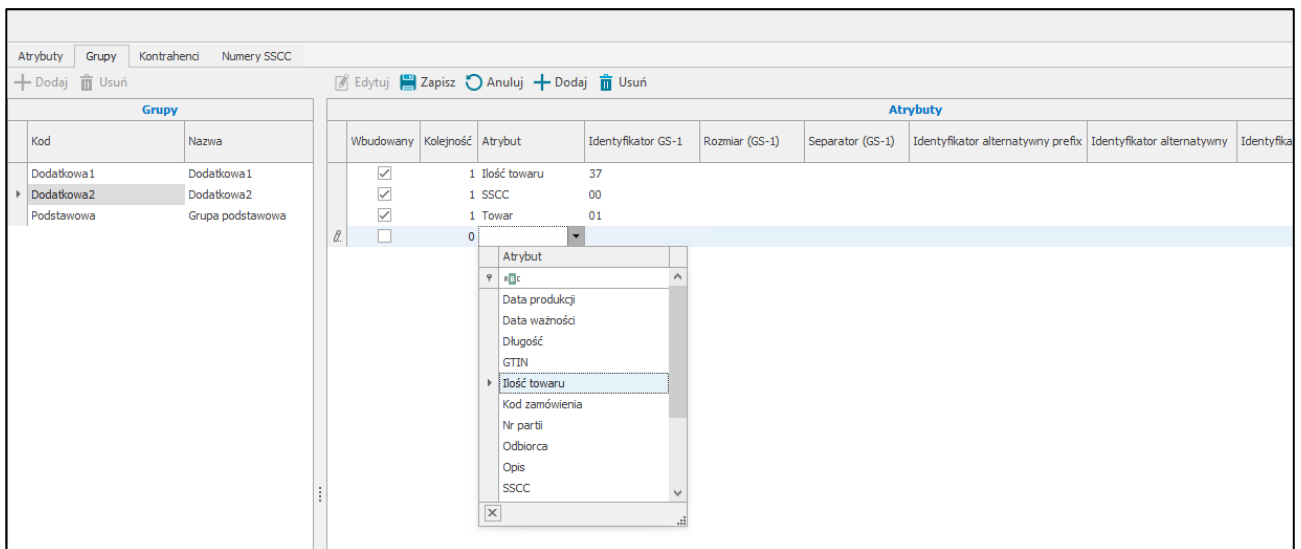 Atrybuty Grupy Kontrahenci Numery SSCC
Dodaj Usuń Edytuj Zapisz Anuluj Dodaj Usuń
Grupy Atrybuty
Kod Nazwa Wbudowany Kolejność Atrybut Identyfikator GS-1 Rozmiar (GS-1) Separator (GS-1) Identyfikator alternatywny prefix Identyfikator alternatywny Identyfika
Dodatkowa1 Dodatkowa1 1 Ilość towaru 37
Dodatkowa2 Dodatkowa2 1 SSCC 00
Podstawowa Grupa podstawowa 1 Towar 01
0
Atrybut
Data produkcji
Data ważności
Długość
GTIN
Ilość towaru
Kod zamówienia
Nr partii
Odbiorca
Opis
SSCC